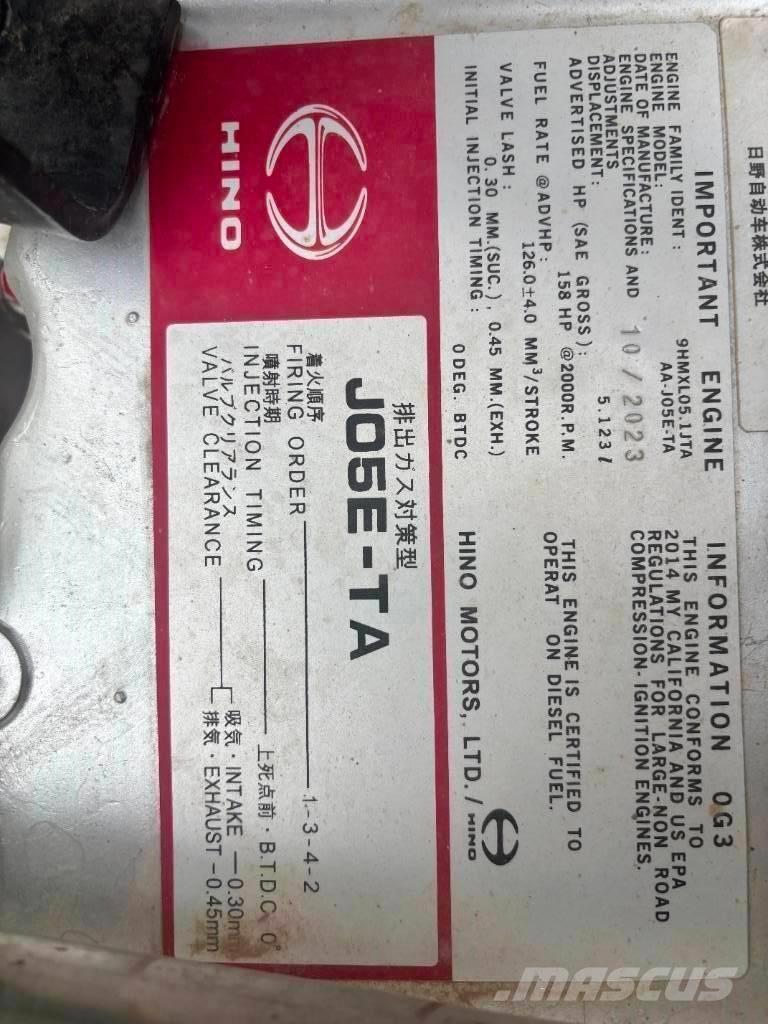 日野自動车株式会社
IMPORTANT ENGINE INFORMATION 0G3
ENGINE FAMILY IDENT : 9HMXL05.1JTA
ENGINE MODEL: AA-J05E-TA
DATE OF MANUFACTURE: 10/2023
ENGINE SPECIFICATIONS AND
ADJUSTMENTS
DISPLACEMENT: 5.123ℓ
ADVERTISED HP (SAE GROSS):
158 HP @2000R.P.M.
FUEL RATE @ADVHP:
126.0±4.0 MM³/STROKE
VALVE LASH :
0.30 MM.(SUC.), 0.45 MM.(EXH.)
INITIAL INJECTION TIMING : 0 DEG. BTDC
THIS ENGINE CONFORMS TO
2014 MY CALIFORNIA AND US EPA
REGULATIONS FOR LARGE-NON ROAD
COMPRESSION-IGNITION ENGINES.
THIS ENGINE IS CERTIFIED TO
OPERAT ON DIESEL FUEL.
HINO MOTORS, LTD./ HINO
HINO
排出ガス対策型
J05E-TA
着火順序
FIRING ORDER 1-3-4-2
噴射時期
INJECTION TIMING 上死点前・B.T.D.C 0°
バルブクリアランス
VALVE CLEARANCE
吸気・INTAKE -0.30mm
排気・EXHAUST -0.45mm
MASCUS